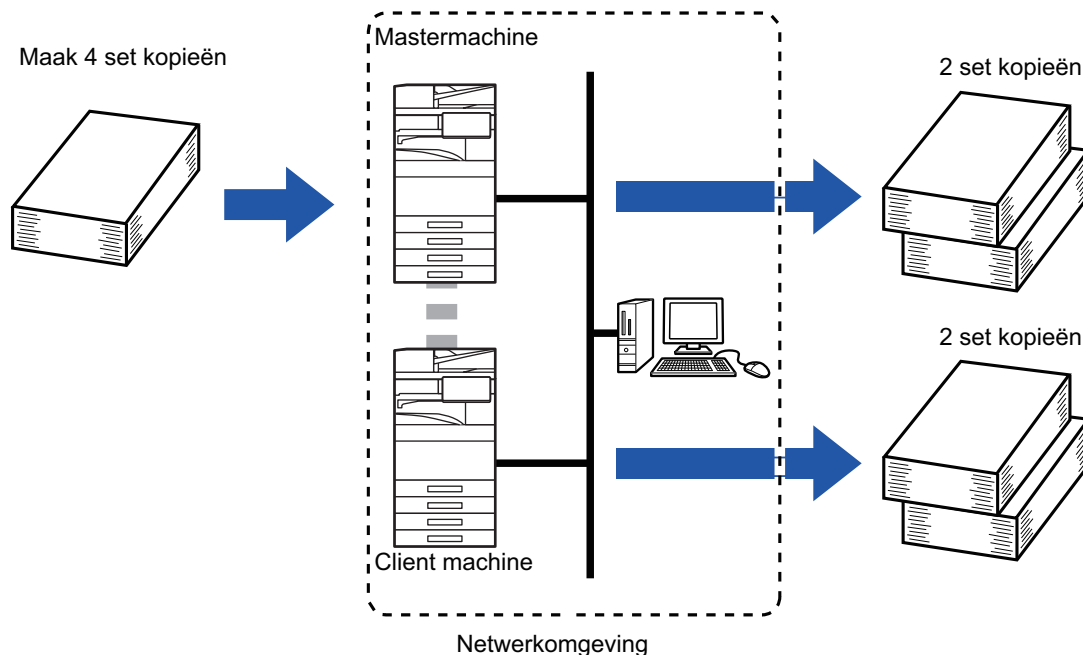 Maak 4 set kopieën
Mastermachine
2 set kopieën
2 set kopieën
Client machine
Netwerkomgeving